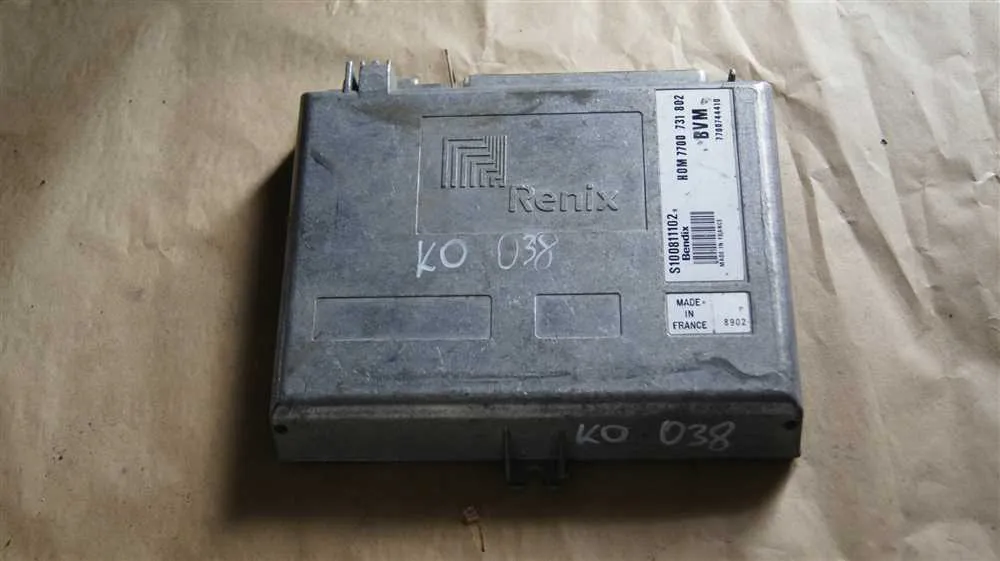 Renix
KO 038
HOM 7700 731 802
BVM
7700744410
S100811102
Bendix
MADE IN FRANCE
MADE
IN
FRANCE
8902
KO 038